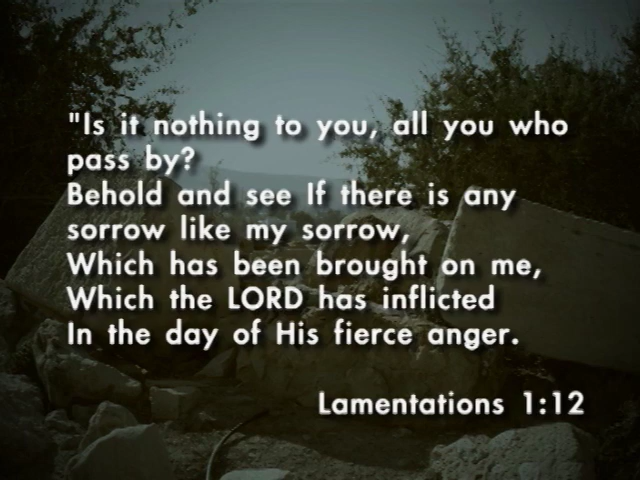 "Is it nothing to you, all you who
pass by?
Behold and see If there is any
sorrow like my sorrow,
Which has been brought on me,
Which the LORD has inflicted
In the day of His fierce anger.
Lamentations 1:12